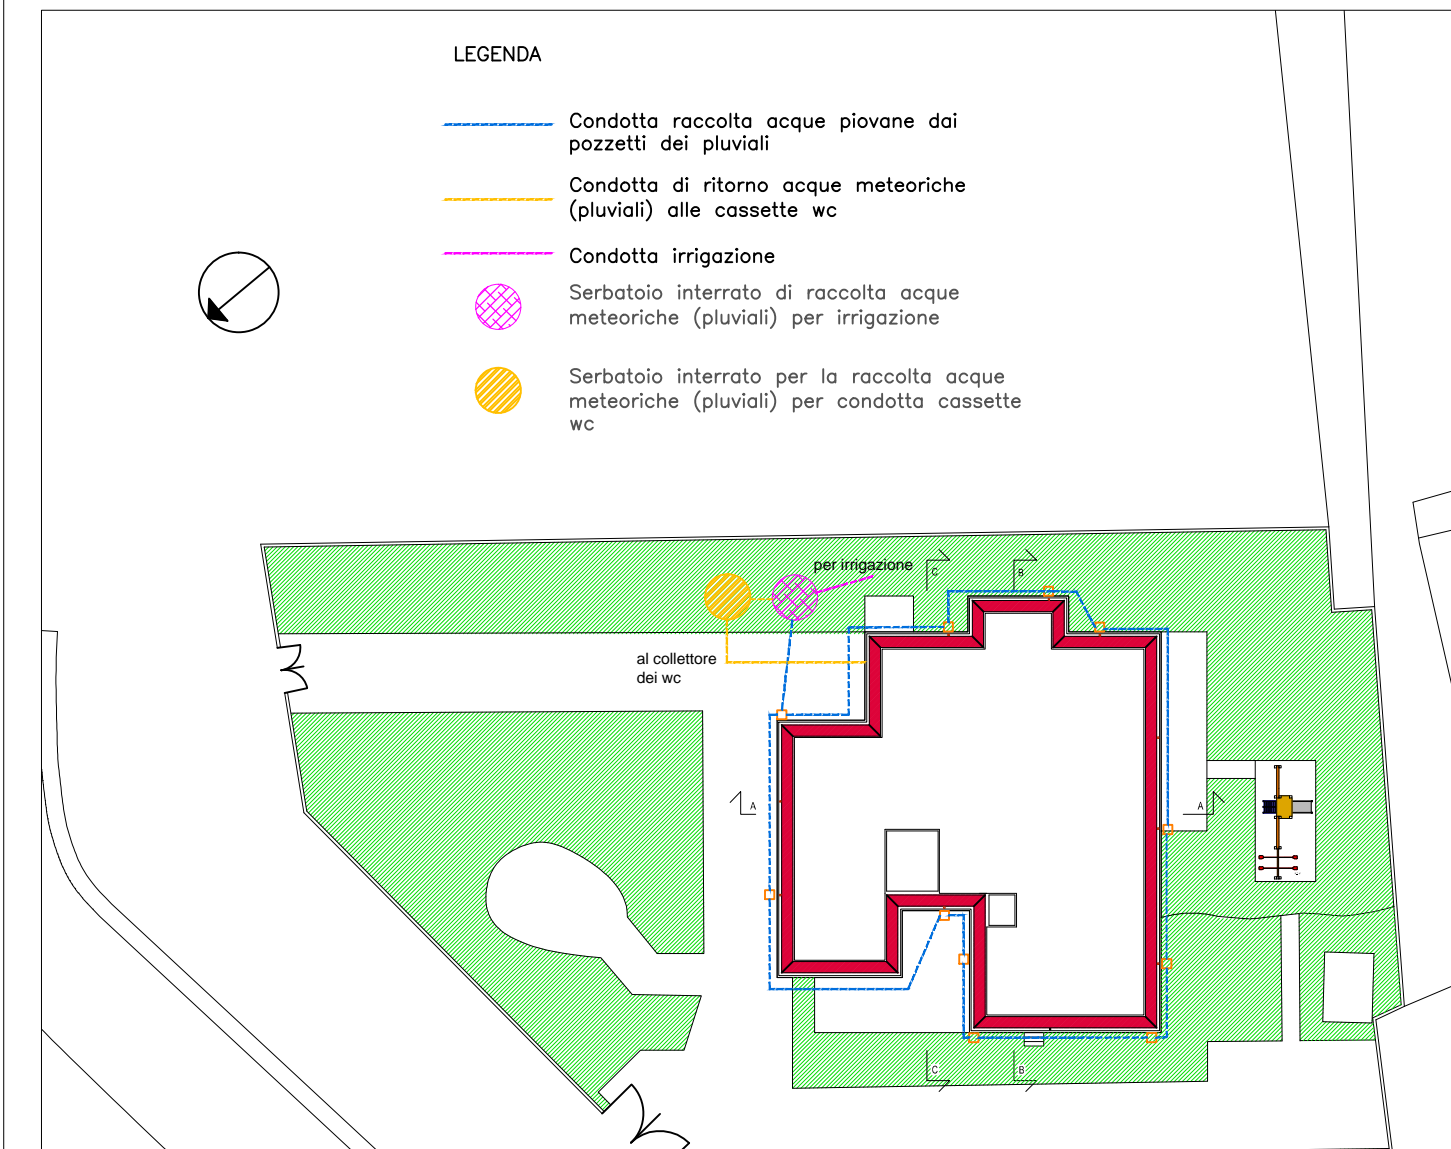 LEGENDA
Condotta raccolta acque piovane dai
pozzetti dei pluviali
Condotta di ritorno acque meteoriche
(pluviali) alle cassette wc
Condotta irrigazione
Serbatoio interrato di raccolta acque
meteoriche (pluviali) per irrigazione
Serbatoio interrato per la raccolta acque
meteoriche (pluviali) per condotta cassette
wc
per irrigazione
C
B
al collettore
dei wc
A
A
C
B